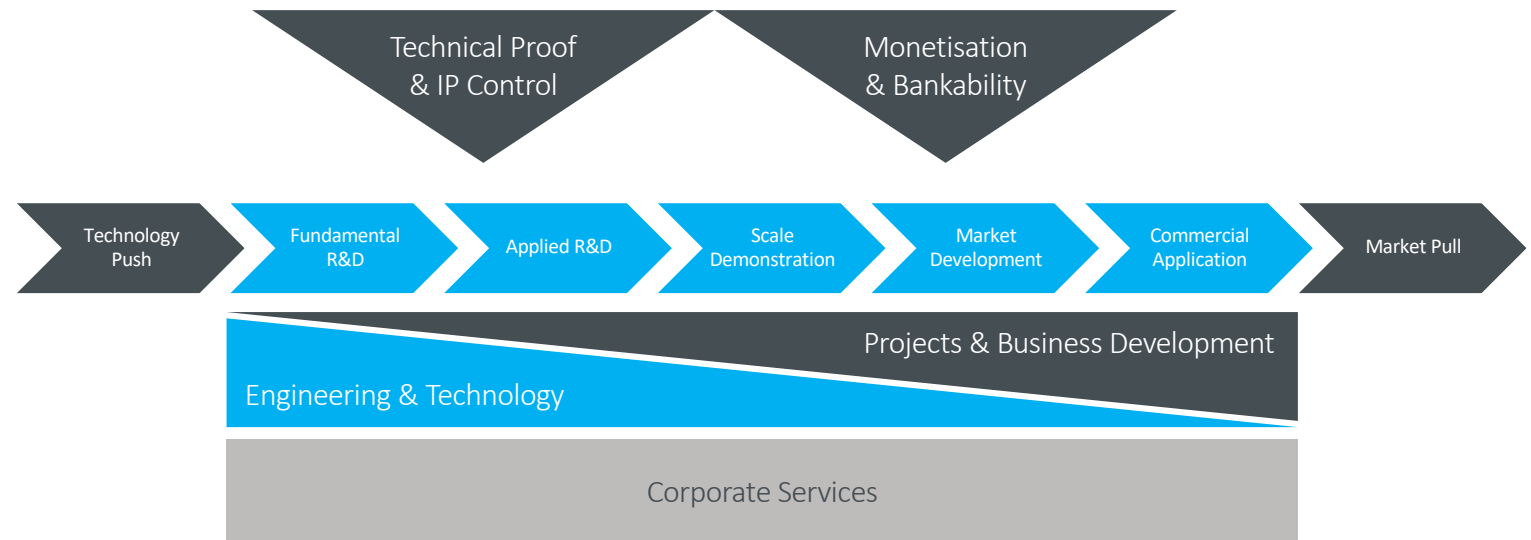 Technical Proof
& IP Control
Monetisation
& Bankability
Technology
Push
Fundamental
R&D
Applied R&D
Scale
Demonstration
Market
Development
Commercial
Application
Market Pull
Projects & Business Development
Engineering & Technology
Corporate Services